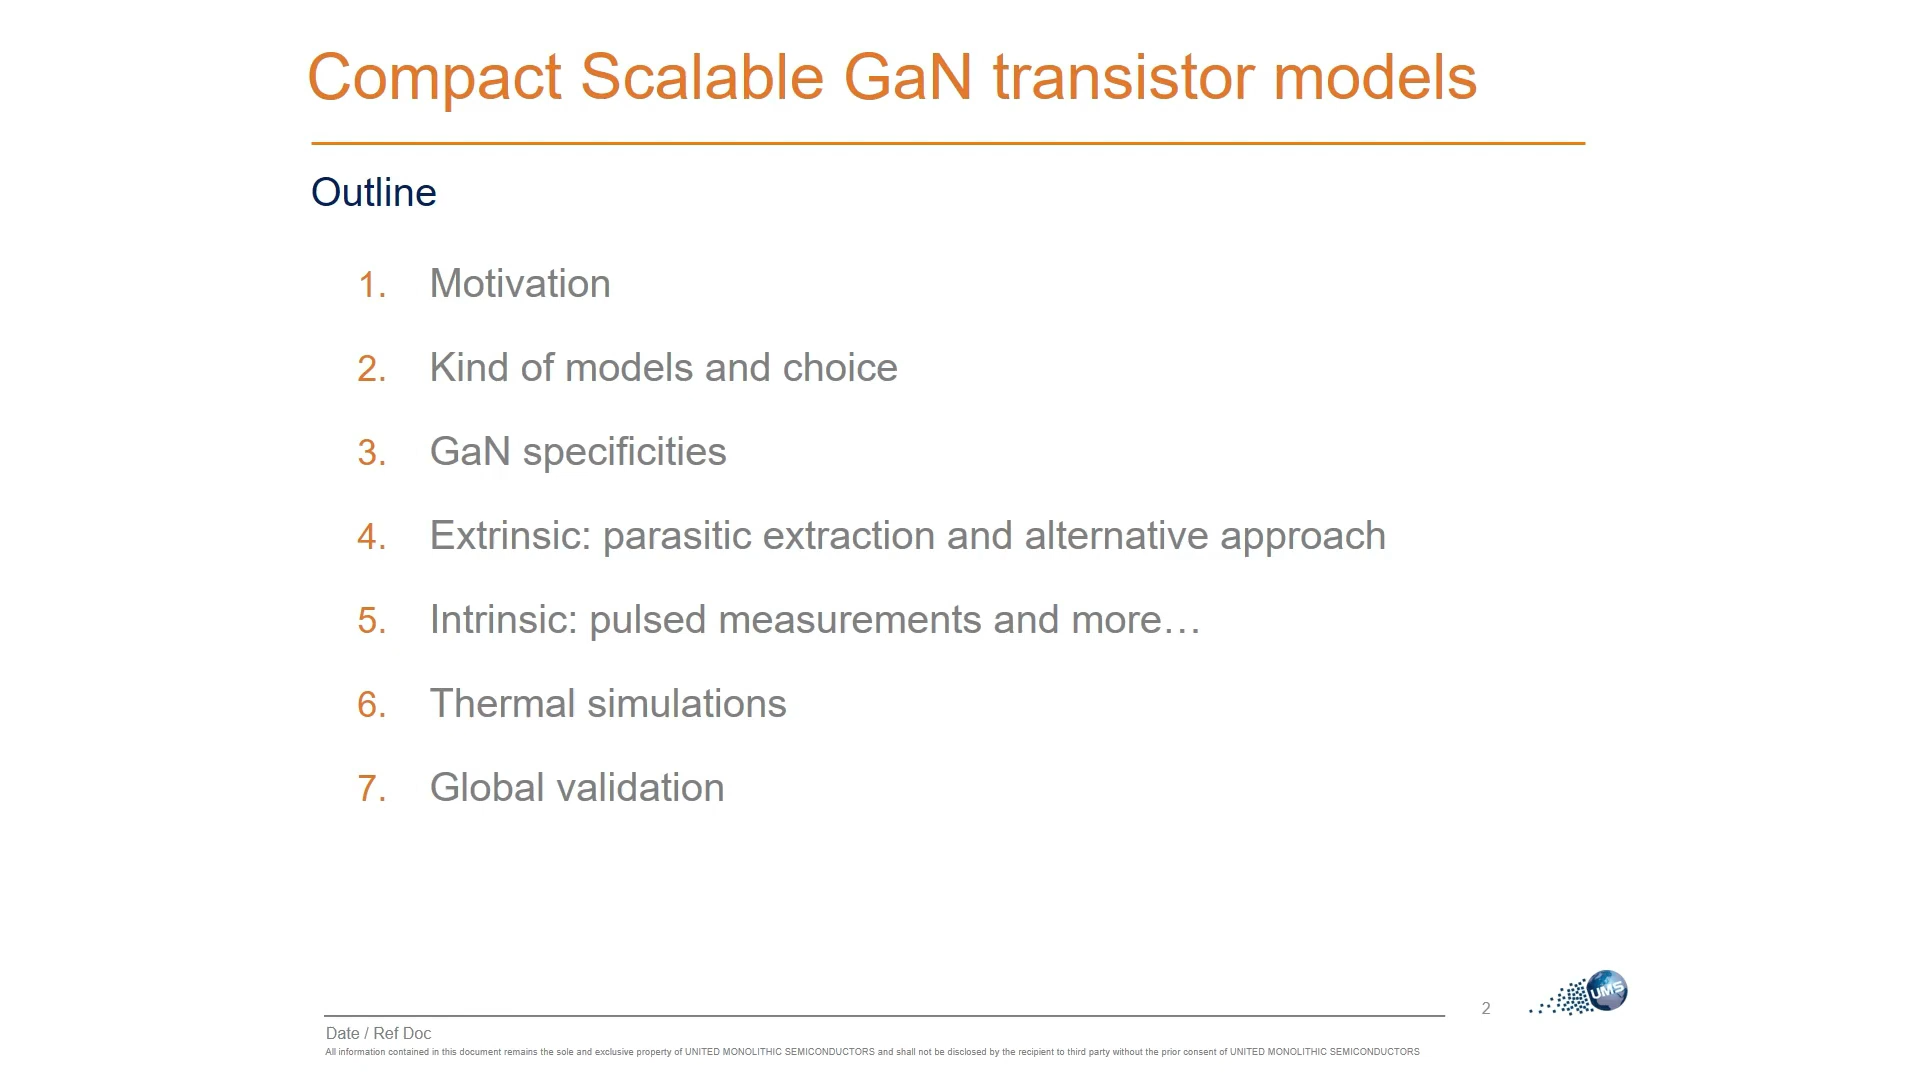 Compact Scalable GaN transistor models
Outline
1. Motivation
2. Kind of models and choice
3. GaN specificities
4. Extrinsic: parasitic extraction and alternative approach
5. Intrinsic: pulsed measurements and more…
6. Thermal simulations
7. Global validation
2
UMS
Date / Ref Doc
All information contained in this document remains the sole and exclusive property of UNITED MONOLITHIC SEMICONDUCTORS and shall not be disclosed by the recipient to third party without the prior consent of UNITED MONOLITHIC SEMICONDUCTORS